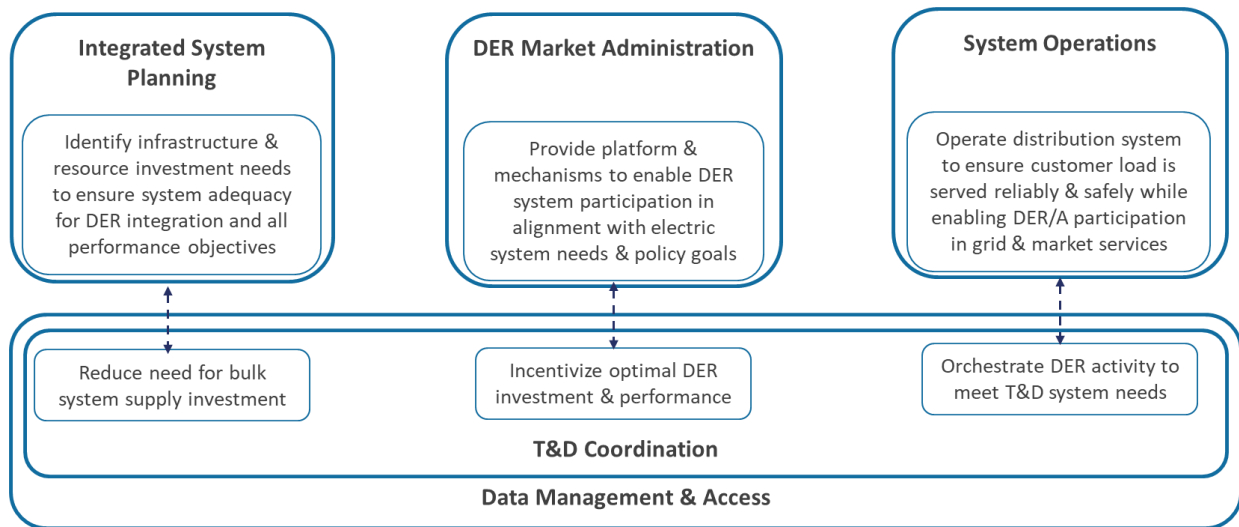 Integrated System
Planning
Identify infrastructure &
resource investment needs
to ensure system adequacy
for DER integration and all
performance objectives
DER Market Administration
Provide platform &
mechanisms to enable DER
system participation in
alignment with electric
system needs & policy goals
System Operations
Operate distribution system
to ensure customer load is
served reliably & safely while
enabling DER/A participation
in grid & market services
Reduce need for bulk
system supply investment
Incentivize optimal DER
investment & performance
Orchestrate DER activity to
meet T&D system needs
T&D Coordination
Data Management & Access